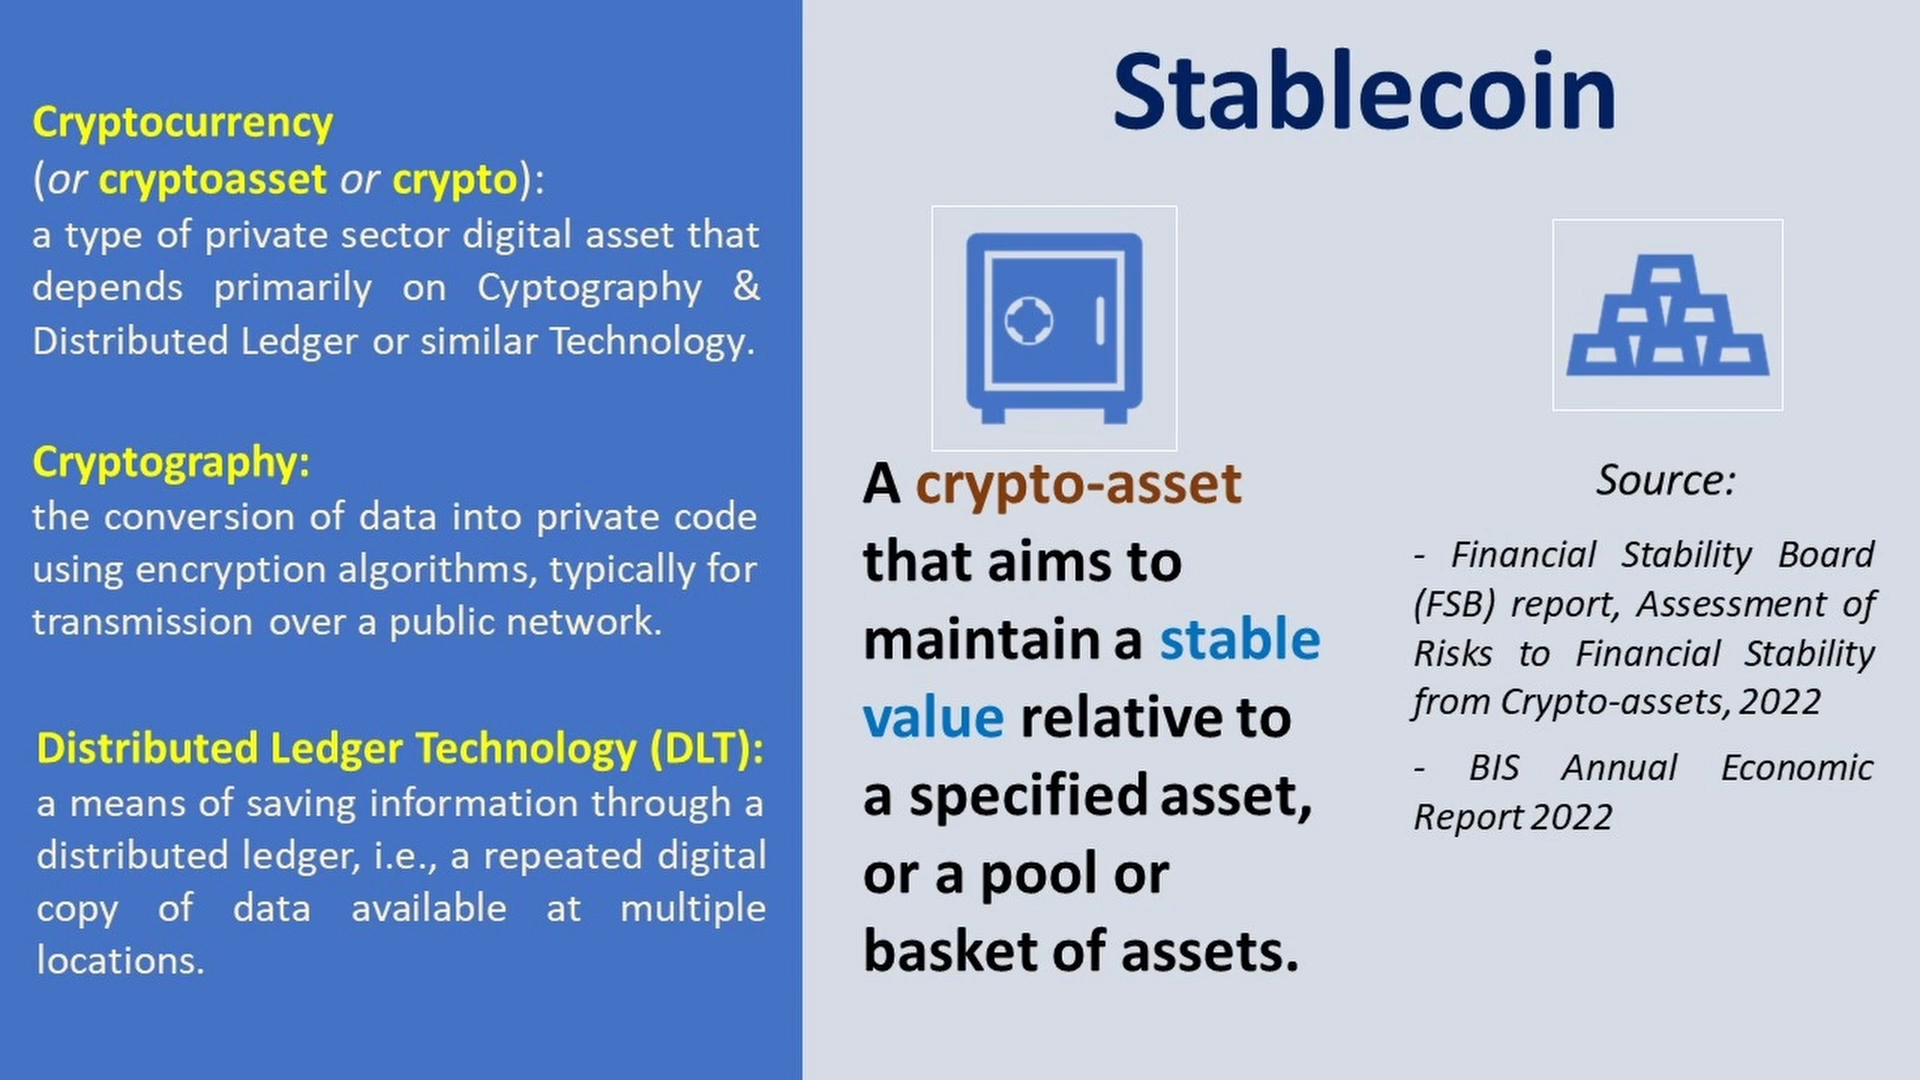 Cryptocurrency
(or cryptoasset or crypto):
a type of private sector digital asset that
depends primarily on Cyptography &
Distributed Ledger or similar Technology.
Cryptography:
the conversion of data into private code
using encryption algorithms, typically for
transmission over a public network.
Distributed Ledger Technology (DLT):
a means of saving information through a
distributed ledger, i.e., a repeated digital
copy of data available at multiple
locations.
Stablecoin
A crypto-asset
that aims to
maintain a stable
value relative to
a specified asset,
or a pool or
basket of assets.
Source:
- Financial Stability Board
(FSB) report, Assessment of
Risks to Financial Stability
from Crypto-assets, 2022
- BIS Annual Economic
Report 2022